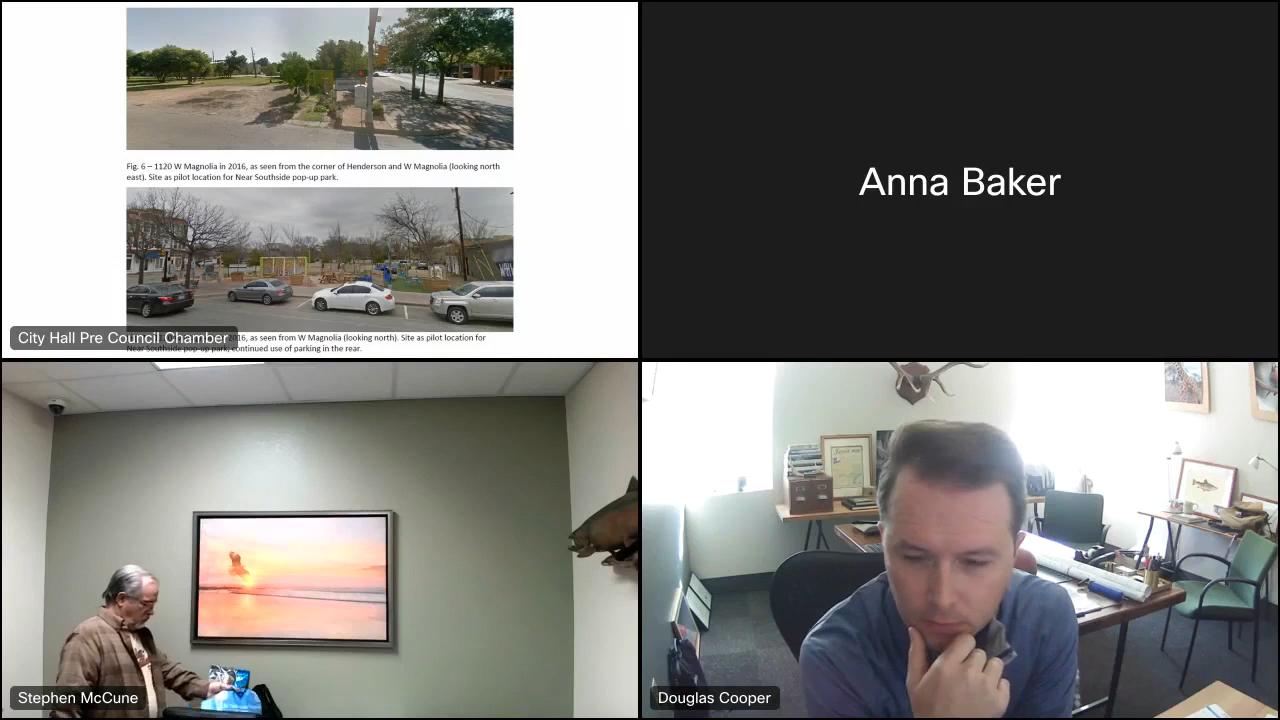 Fig. 6 – 1120 W Magnolia in 2016, as seen from the corner of Henderson and W Magnolia (looking north
east). Site as pilot location for Near Southside pop-up park.
City Hall Pre Council Chamber
2016, as seen from W Magnolia (looking north). Site as pilot location for
Near Southside pop-up park; continued use of parking in the rear.
Anna Baker
Stephen McCune
Douglas Cooper